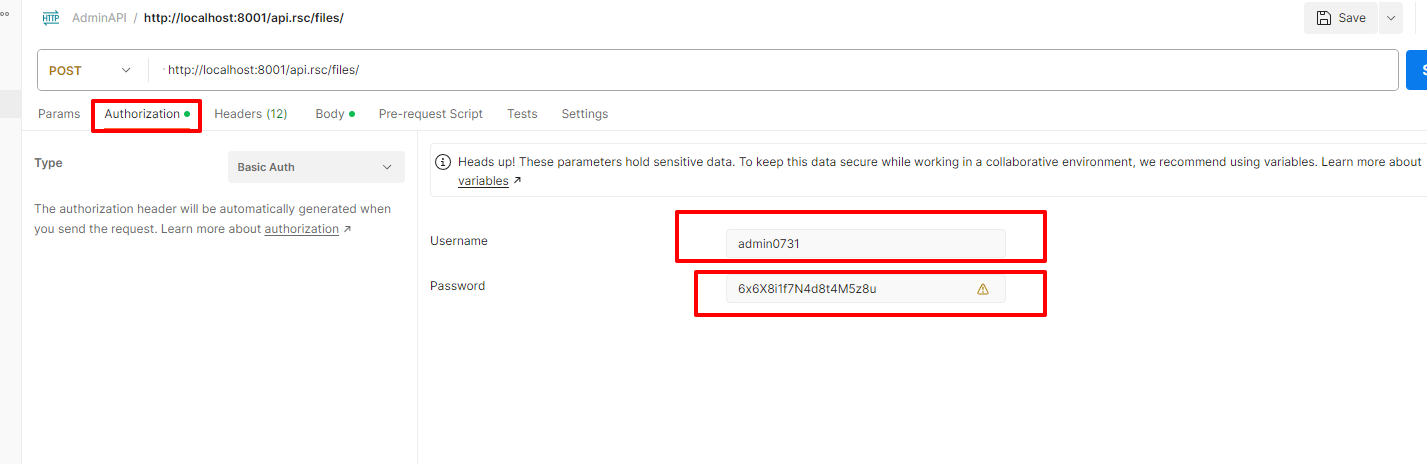 HTTP AdminAPI / http://localhost:8001/api.rsc/files/ Save
POST http://localhost:8001/api.rsc/files/
Params Authorization Headers (12) Body Pre-request Script Tests Settings
Type Basic Auth
The authorization header will be automatically generated when
you send the request. Learn more about authorization ↗
Heads up! These parameters hold sensitive data. To keep this data secure while working in a collaborative environment, we recommend using variables. Learn more about
variables ↗
Username admin0731
Password 6x6X8i1f7N4d8t4M5z8u